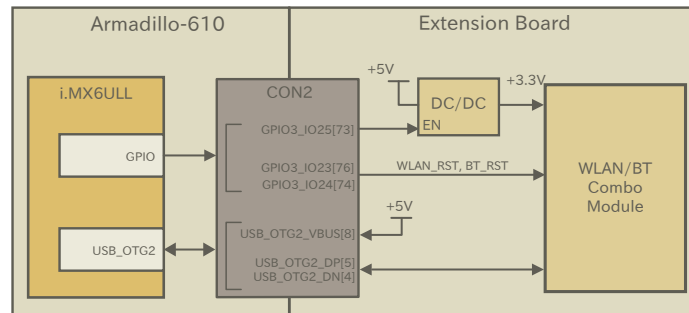 Armadillo-610
Extension Board
i.MX6ULL
CON2
+5V
+3.3V
DC/DC
EN
GPIO
GPIO3_IO25[73]
GPIO3_IO23[76]
GPIO3_IO24[74]
WLAN_RST, BT_RST
WLAN/BT
Combo
Module
+5V
USB_OTG2
USB_OTG2_VBUS[8]
USB_OTG2_DP[5]
USB_OTG2_DN[4]